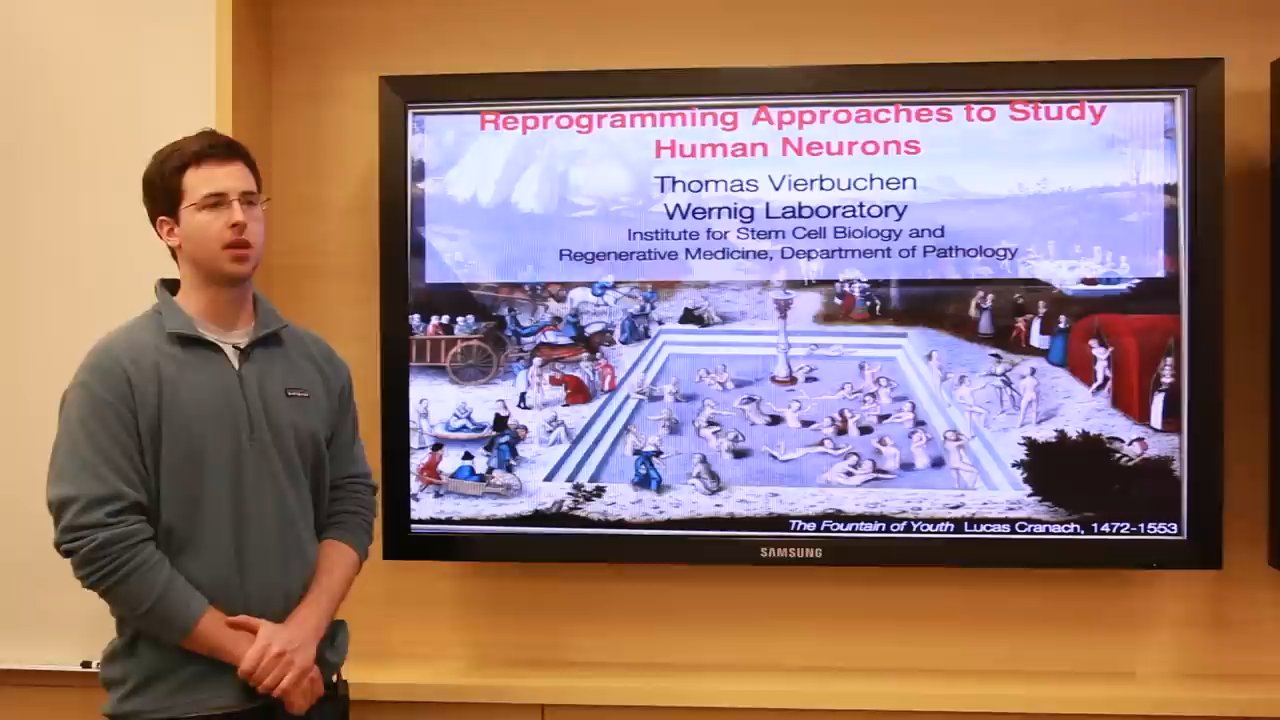 Reprogramming Approaches to Study
Human Neurons
Thomas Vierbuchen
Wernig Laboratory
Institute for Stem Cell Biology and
Regenerative Medicine, Department of Pathology
The Fountain of Youth Lucas Cranach, 1472-1553
SAMSUNG